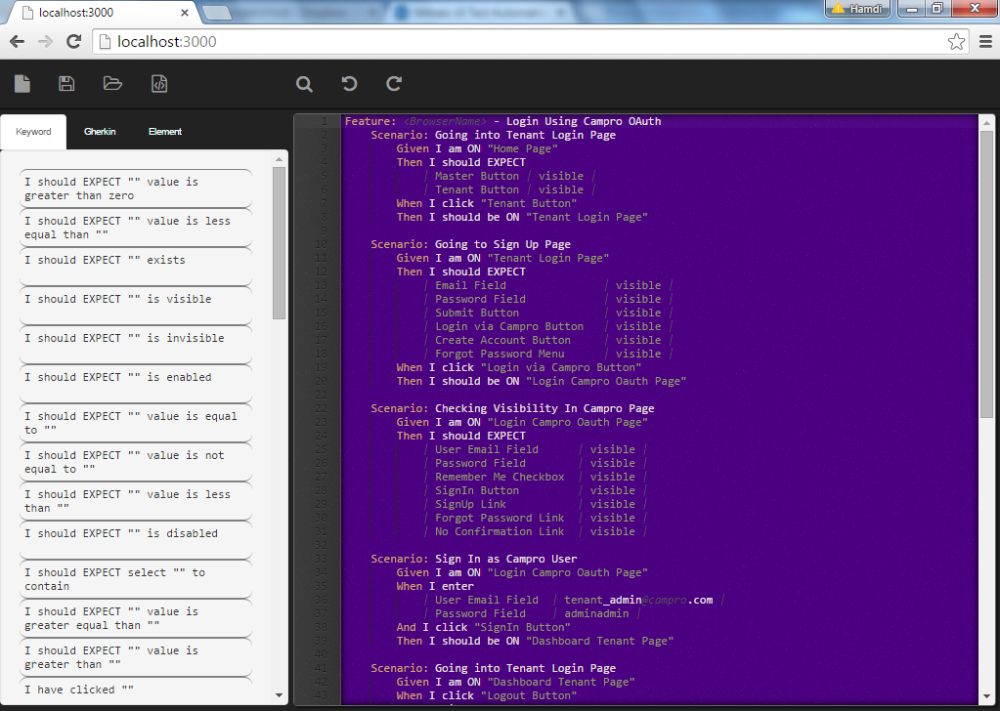 localhost:3000
Hamdi
localhost:3000
Keyword Gherkin Element
I should EXPECT "" value is
greater than zero
I should EXPECT "" value is less
equal than ""
I should EXPECT "" exists
I should EXPECT "" is visible
I should EXPECT "" is invisible
I should EXPECT "" is enabled
I should EXPECT "" value is equal
to ""
I should EXPECT "" value is not
equal to ""
I should EXPECT "" value is less
than ""
I should EXPECT "" is disabled
I should EXPECT select "" to
contain
I should EXPECT "" value is
greater equal than ""
I should EXPECT "" value is
greater than ""
I have clicked ""
1 Feature: <BrowserName> - Login Using Campro OAuth
2 Scenario: Going into Tenant Login Page
3 Given I am ON "Home Page"
4 Then I should EXPECT
5 | Master Button | visible |
6 | Tenant Button | visible |
7 When I click "Tenant Button"
8 Then I should be ON "Tenant Login Page"
9
10 Scenario: Going to Sign Up Page
11 Given I am ON "Tenant Login Page"
12 Then I should EXPECT
13 | Email Field | visible |
14 | Password Field | visible |
15 | Submit Button | visible |
16 | Login via Campro Button | visible |
17 | Create Account Button | visible |
18 | Forgot Password Menu | visible |
19 When I click "Login via Campro Button"
20 Then I should be ON "Login Campro Oauth Page"
21
22 Scenario: Checking Visibility In Campro Page
23 Given I am ON "Login Campro Oauth Page"
24 Then I should EXPECT
25 | User Email Field | visible |
26 | Password Field | visible |
27 | Remember Me Checkbox | visible |
28 | SignIn Button | visible |
29 | SignUp Link | visible |
30 | Forgot Password Link | visible |
31 | No Confirmation Link | visible |
32
33 Scenario: Sign In as Campro User
34 Given I am ON "Login Campro Oauth Page"
35 When I enter
36 | User Email Field | tenant_admin@campro.com |
37 | Password Field | adminadmin |
38 And I click "SignIn Button"
39 Then I should be ON "Dashboard Tenant Page"
40
41 Scenario: Going into Tenant Login Page
42 Given I am ON "Dashboard Tenant Page"
43 When I click "Logout Button"